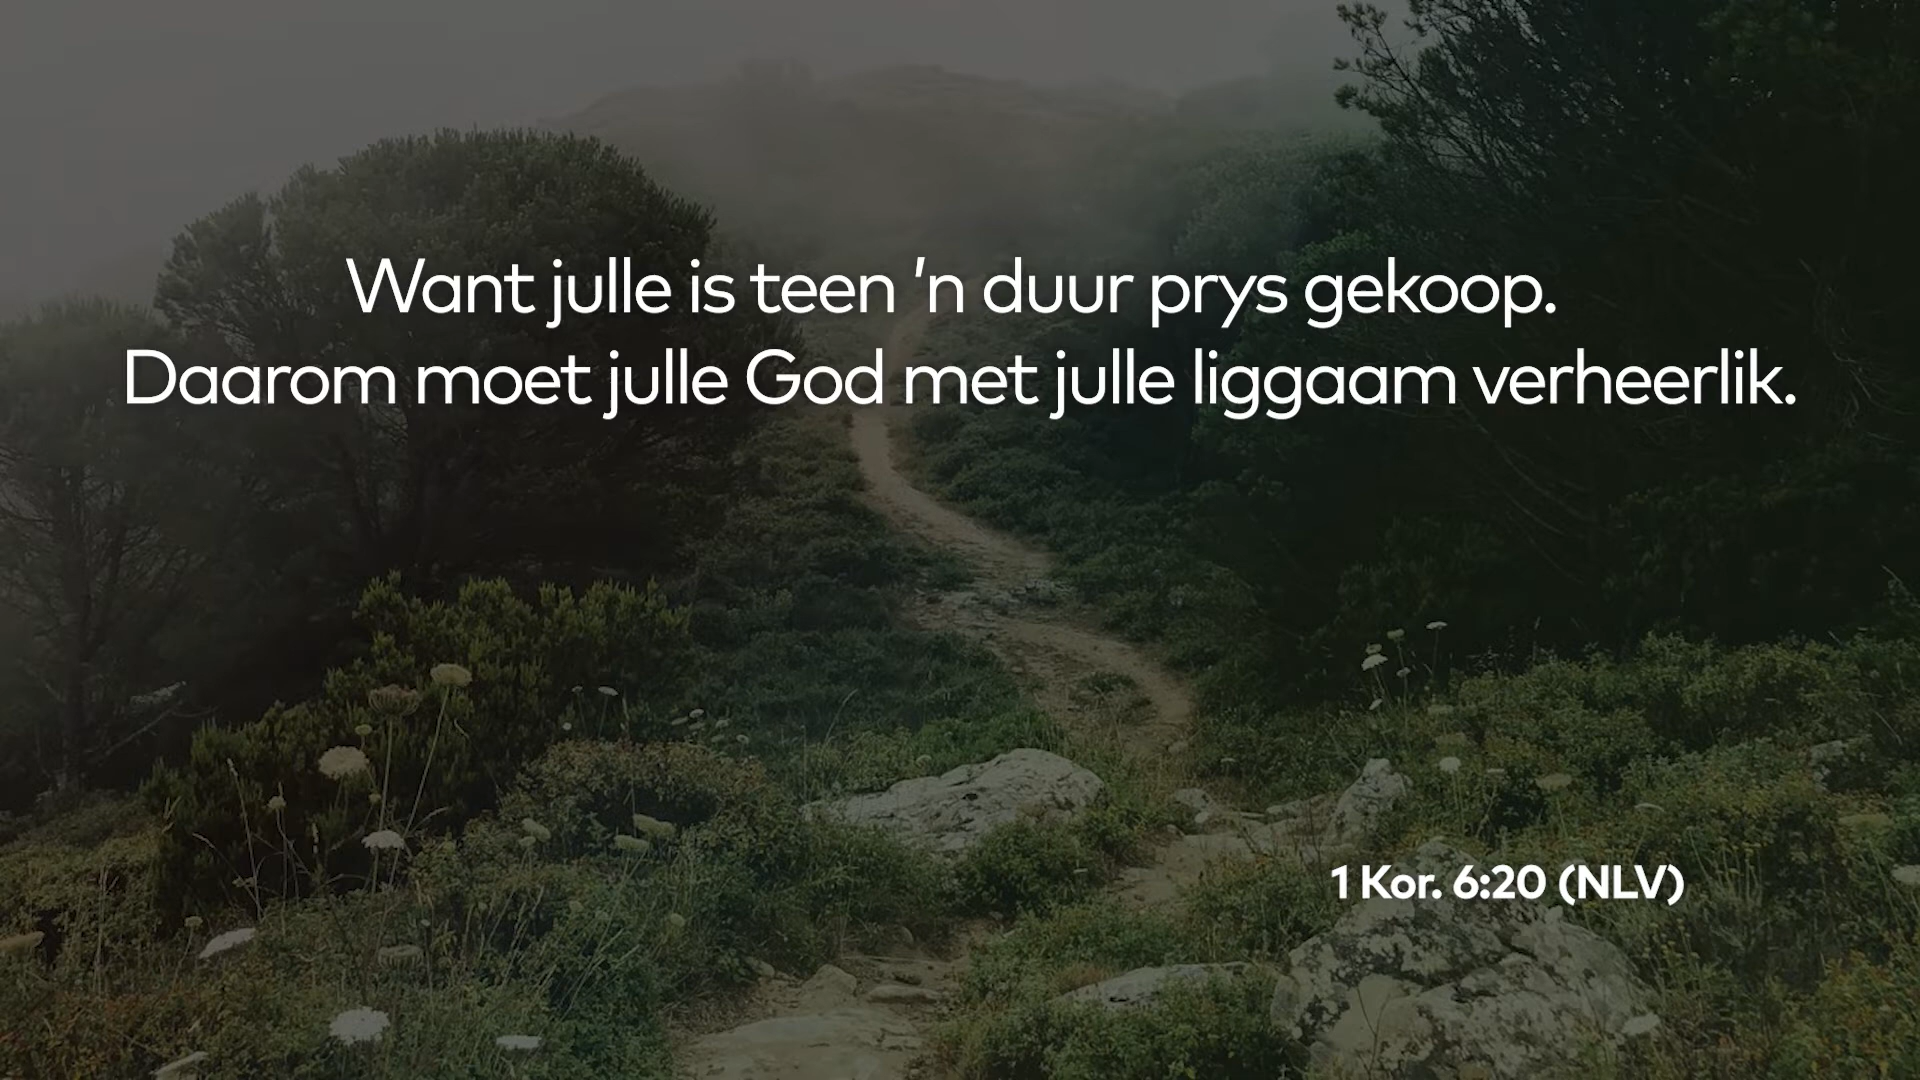 Want julle is teen 'n duur prys gekoop.
Daarom moet julle God met julle liggaam verheerlik.
1 Kor. 6:20 (NLV)